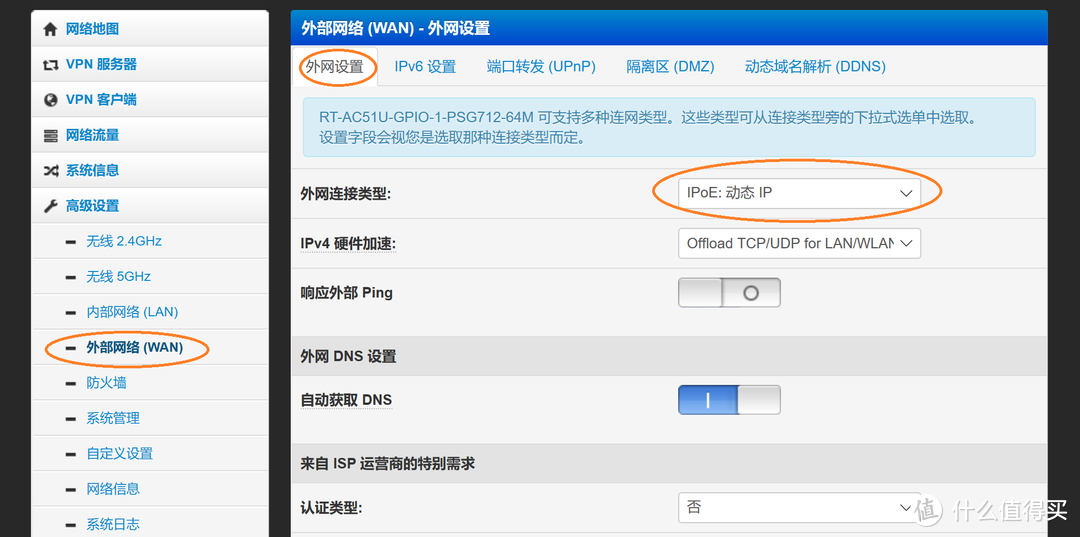 网络地图
VPN 服务器
VPN 客户端
网络流量
系统信息
高级设置
无线 2.4GHz
无线 5GHz
内部网络 (LAN)
外部网络 (WAN)
防火墙
系统管理
自定义设置
网络信息
系统日志
外部网络 (WAN) - 外网设置
外网设置 IPv6 设置 端口转发 (UPnP) 隔离区 (DMZ) 动态域名解析 (DDNS)
RT-AC51U-GPIO-1-PSG712-64M 可支持多种连网类型。这些类型可从连接类型旁的下拉式选单中选取。
设置字段会视您是选取那种连接类型而定。
外网连接类型: IPoE: 动态 IP
IPv4 硬件加速: Offload TCP/UDP for LAN/WLAN
响应外部 Ping
外网 DNS 设置
自动获取 DNS
来自 ISP 运营商的特别需求
认证类型: 否
值 什么值得买